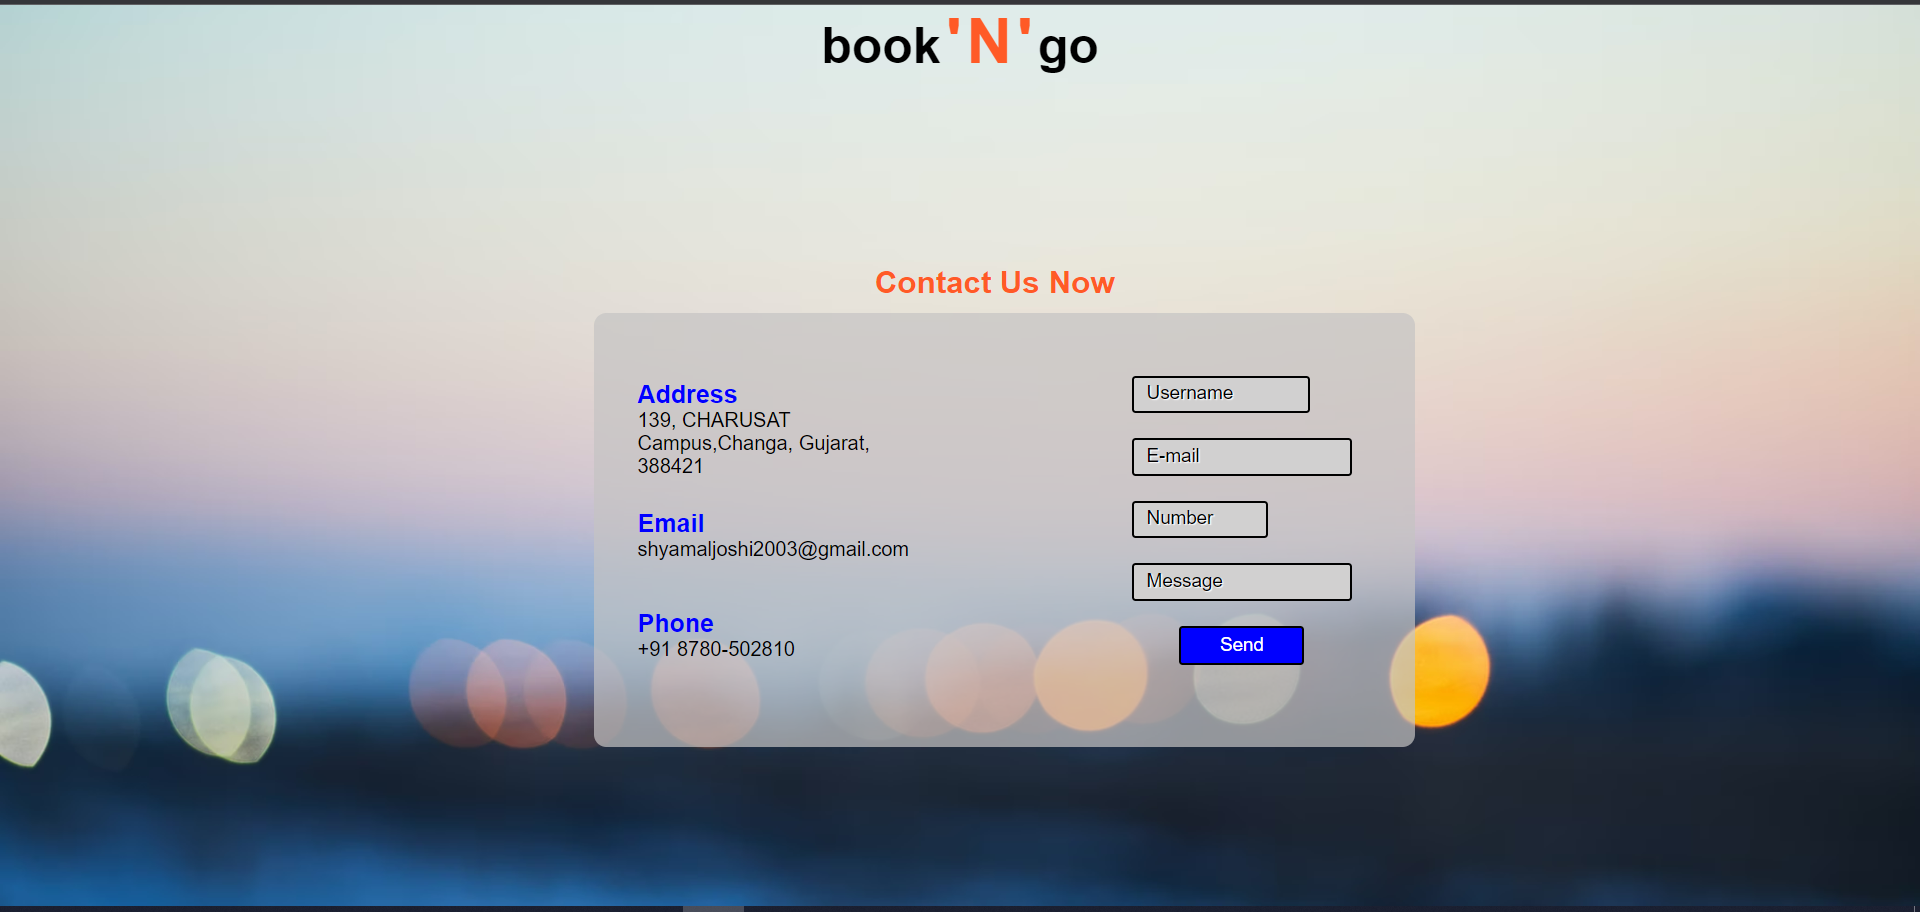 book'N'go
Contact Us Now
Address
139, CHARUSAT
Campus,Changa, Gujarat,
388421
Email
shyamaljoshi2003@gmail.com
Phone
+91 8780-502810
Username
E-mail
Number
Message
Send